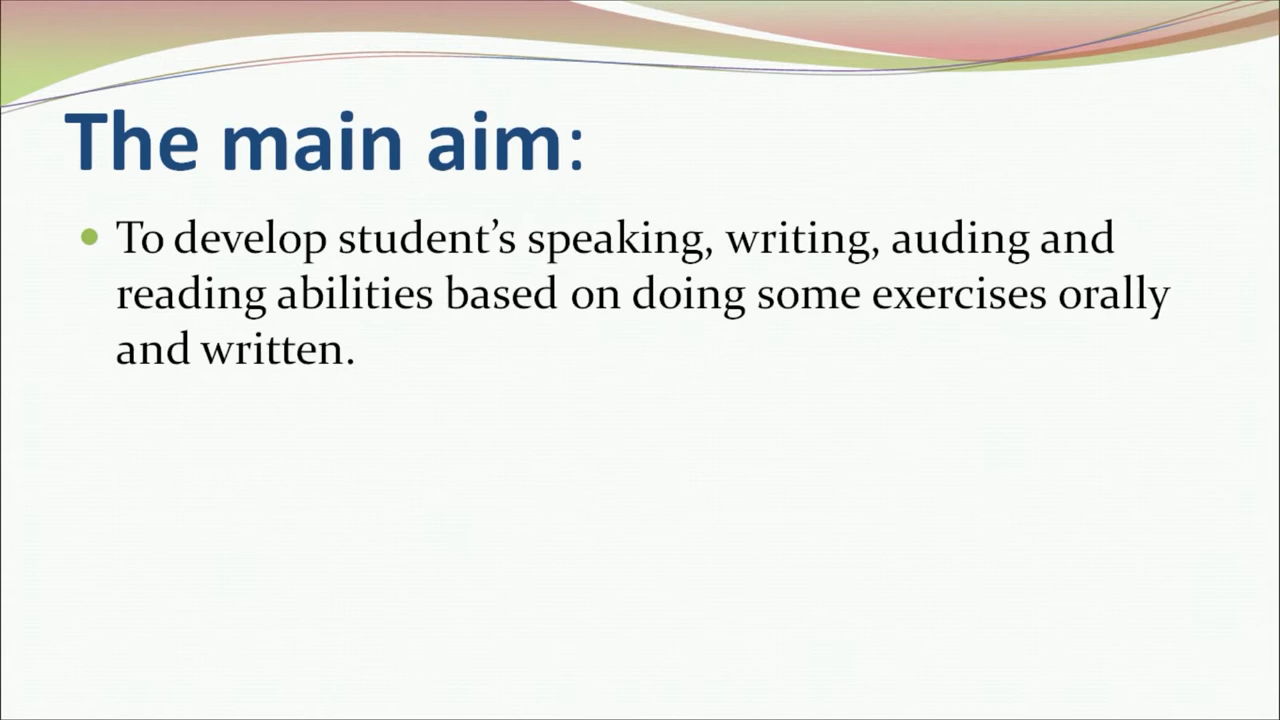 The main aim:
• To develop student’s speaking, writing, auding and
reading abilities based on doing some exercises orally
and written.